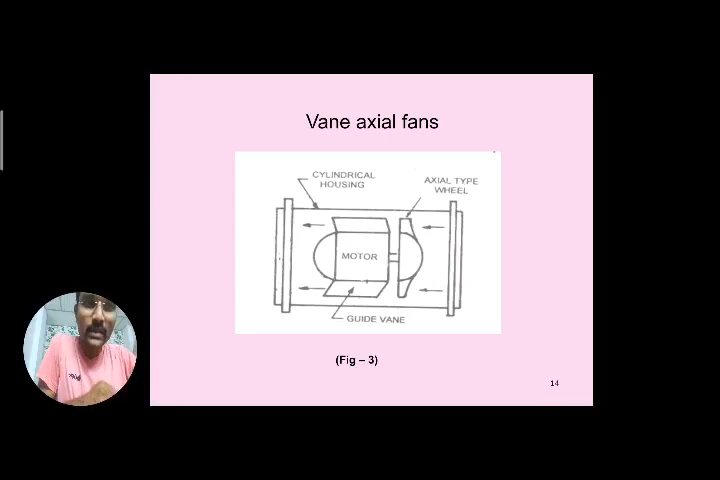 Vane axial fans
CYLINDRICAL
HOUSING
AXIAL TYPE
WHEEL
MOTOR
GUIDE VANE
(Fig – 3)
14